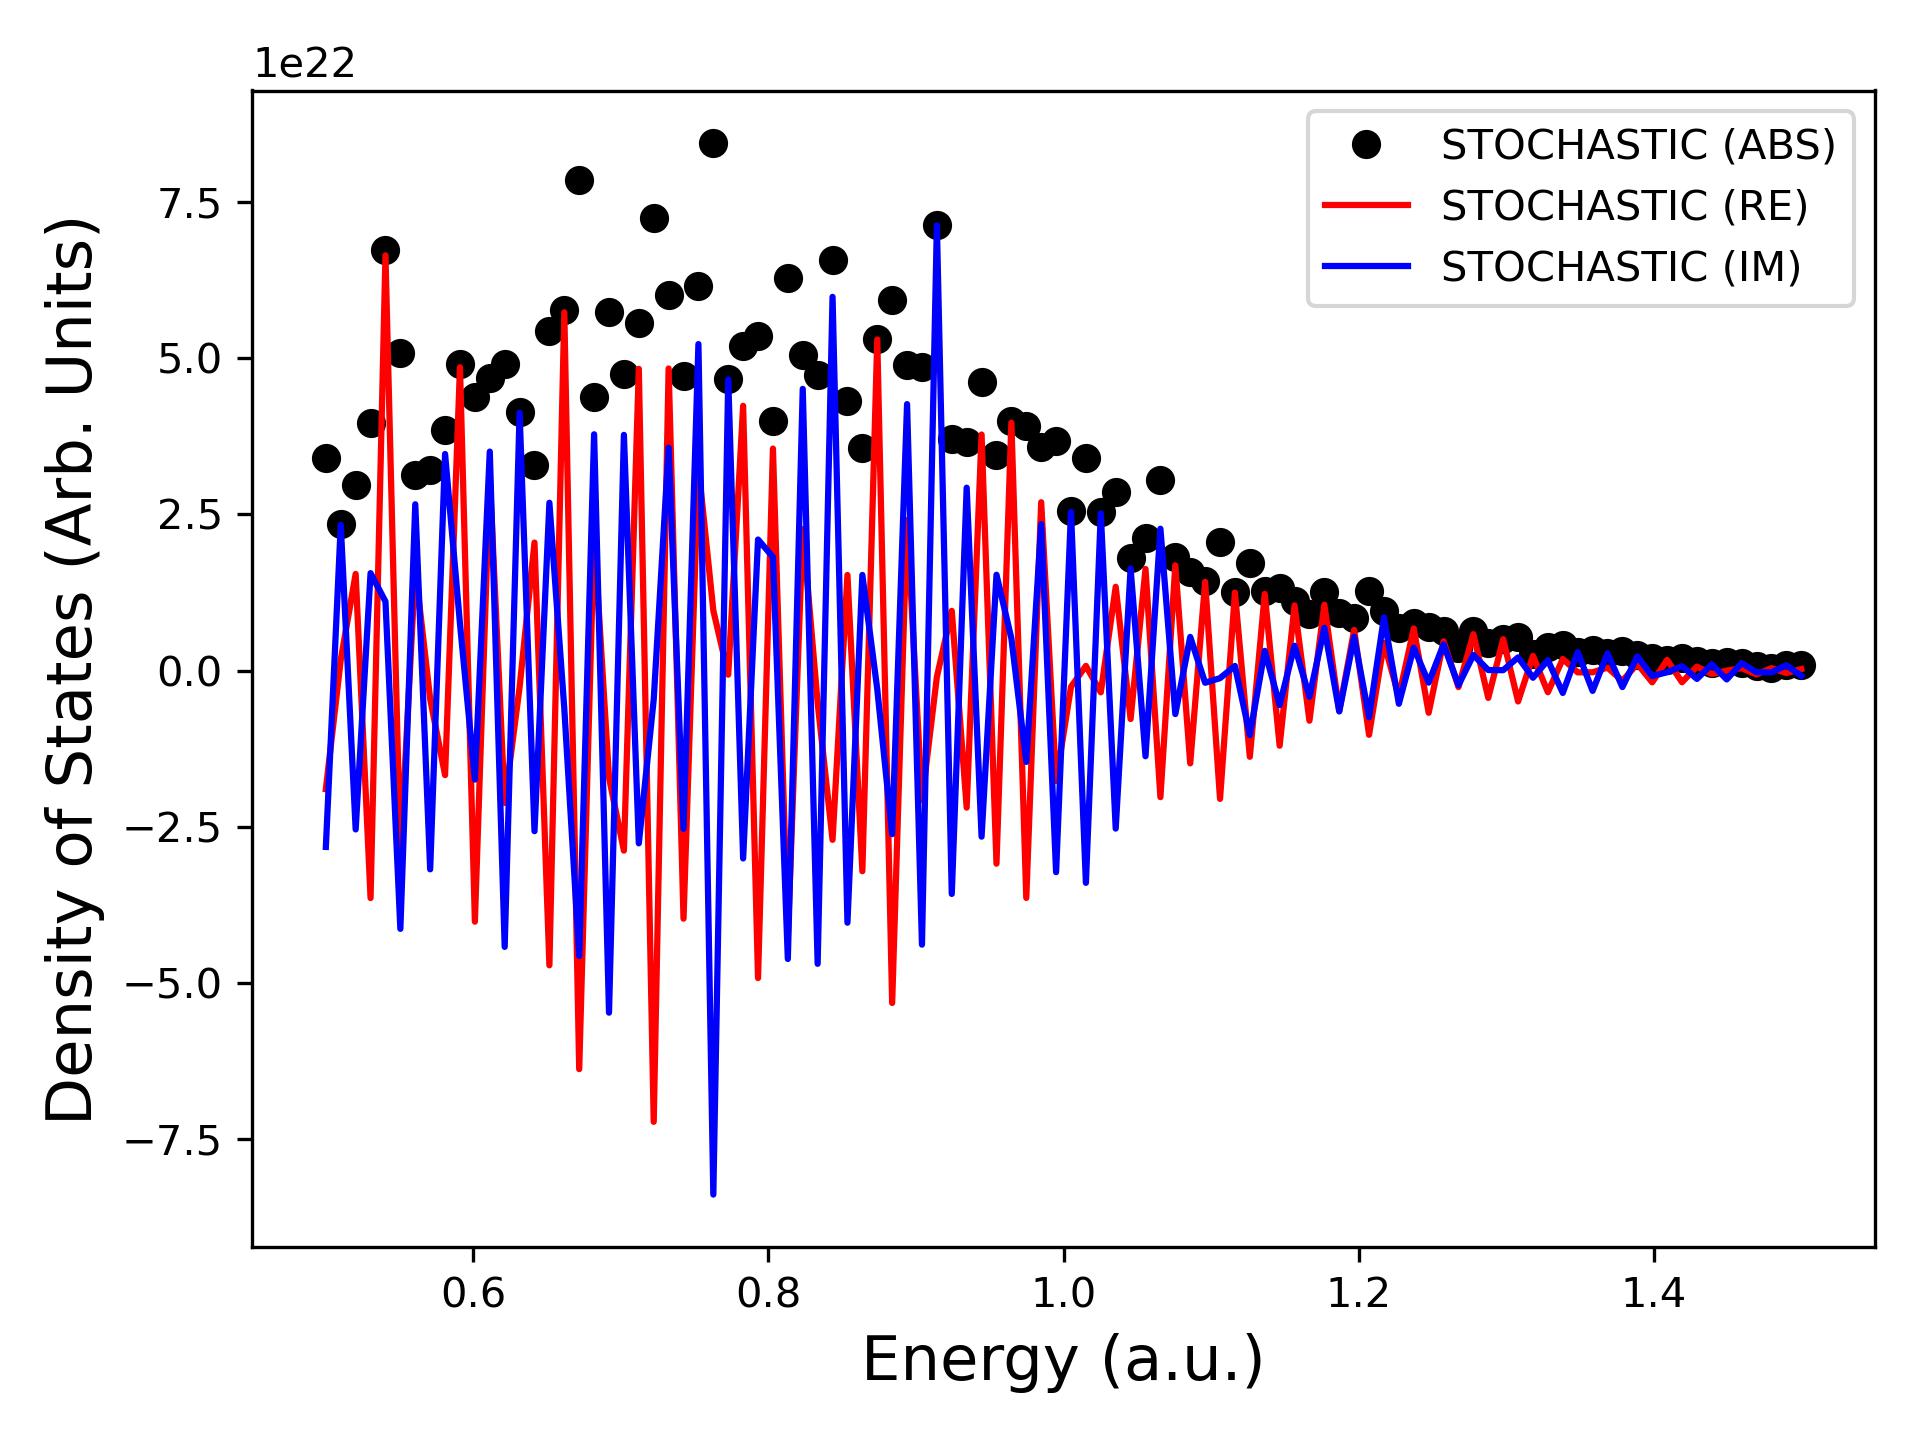 1e22
STOCHASTIC (ABS)
STOCHASTIC (RE)
STOCHASTIC (IM)
Density of States (Arb. Units)
7.5
5.0
2.5
0.0
−2.5
−5.0
−7.5
0.6 0.8 1.0 1.2 1.4
Energy (a.u.)